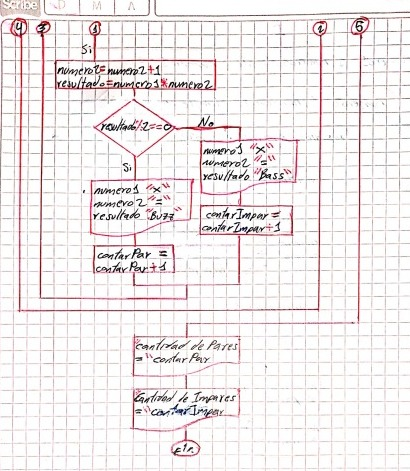 Scribe D M A
4 3 1 2 5
Si
numero2=numero2+1
resultado=numero1*numero2
resultado%2==0
No
Si
numero1 "x"
numero2 "="
resultado "Bass"
numero1 "x"
numero2 "="
resultado "Buzz"
contarImpar=
contarImpar+1
contarPar=
contarPar+1
"Cantidad de Pares
= " contarPar
"Cantidad de Impares
= " contarImpar
Fin